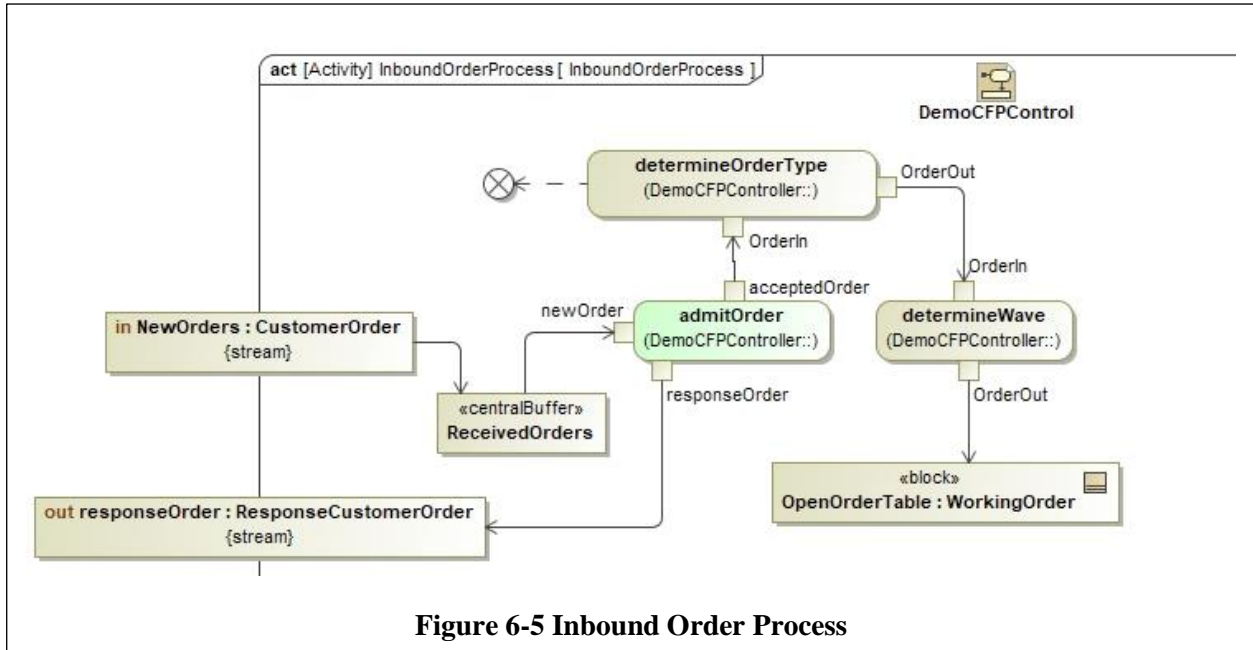 act [Activity] InboundOrderProcess [ InboundOrderProcess ]
DemoCFPControl
determineOrderType
(DemoCFPController::)
OrderOut
OrderIn
OrderIn
acceptedOrder
newOrder
admitOrder
(DemoCFPController::)
determineWave
(DemoCFPController::)
in NewOrders : CustomerOrder
{stream}
responseOrder
OrderOut
«centralBuffer»
ReceivedOrders
«block»
OpenOrderTable : WorkingOrder
out responseOrder : ResponseCustomerOrder
{stream}
Figure 6-5 Inbound Order Process